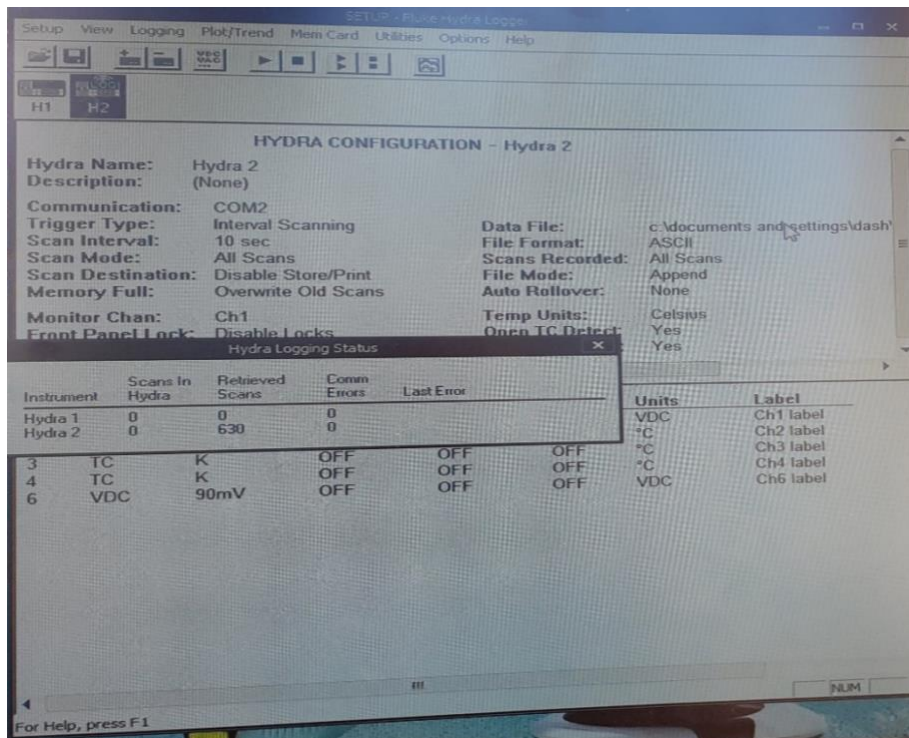 SETUP - Fluke Hydra Logger
Setup View Logging Plot/Trend Mem Card Utilities Options Help
VDC
VAC
H1 H2
HYDRA CONFIGURATION - Hydra 2
Hydra Name: Hydra 2
Description: (None)
Communication: COM2
Trigger Type: Interval Scanning Data File: c:\documents and settings\dash'
Scan Interval: 10 sec File Format: ASCII
Scan Mode: All Scans Scans Recorded: All Scans
Scan Destination: Disable Store/Print File Mode: Append
Memory Full: Overwrite Old Scans Auto Rollover: None
Monitor Chan: Ch1 Temp Units: Celsius
Front Panel Lock: Disable Locks Open TC Detect: Yes
Yes
Hydra Logging Status
Instrument Scans In Hydra Retrieved Scans Comm Errors Last Error
Hydra 1 0 0 0
Hydra 2 0 630 0
Units Label
VDC Ch1 label
°C Ch2 label
3 TC K OFF OFF OFF °C Ch3 label
4 TC K OFF OFF OFF °C Ch4 label
6 VDC 90mV OFF OFF OFF VDC Ch6 label
NUM
For Help, press F1